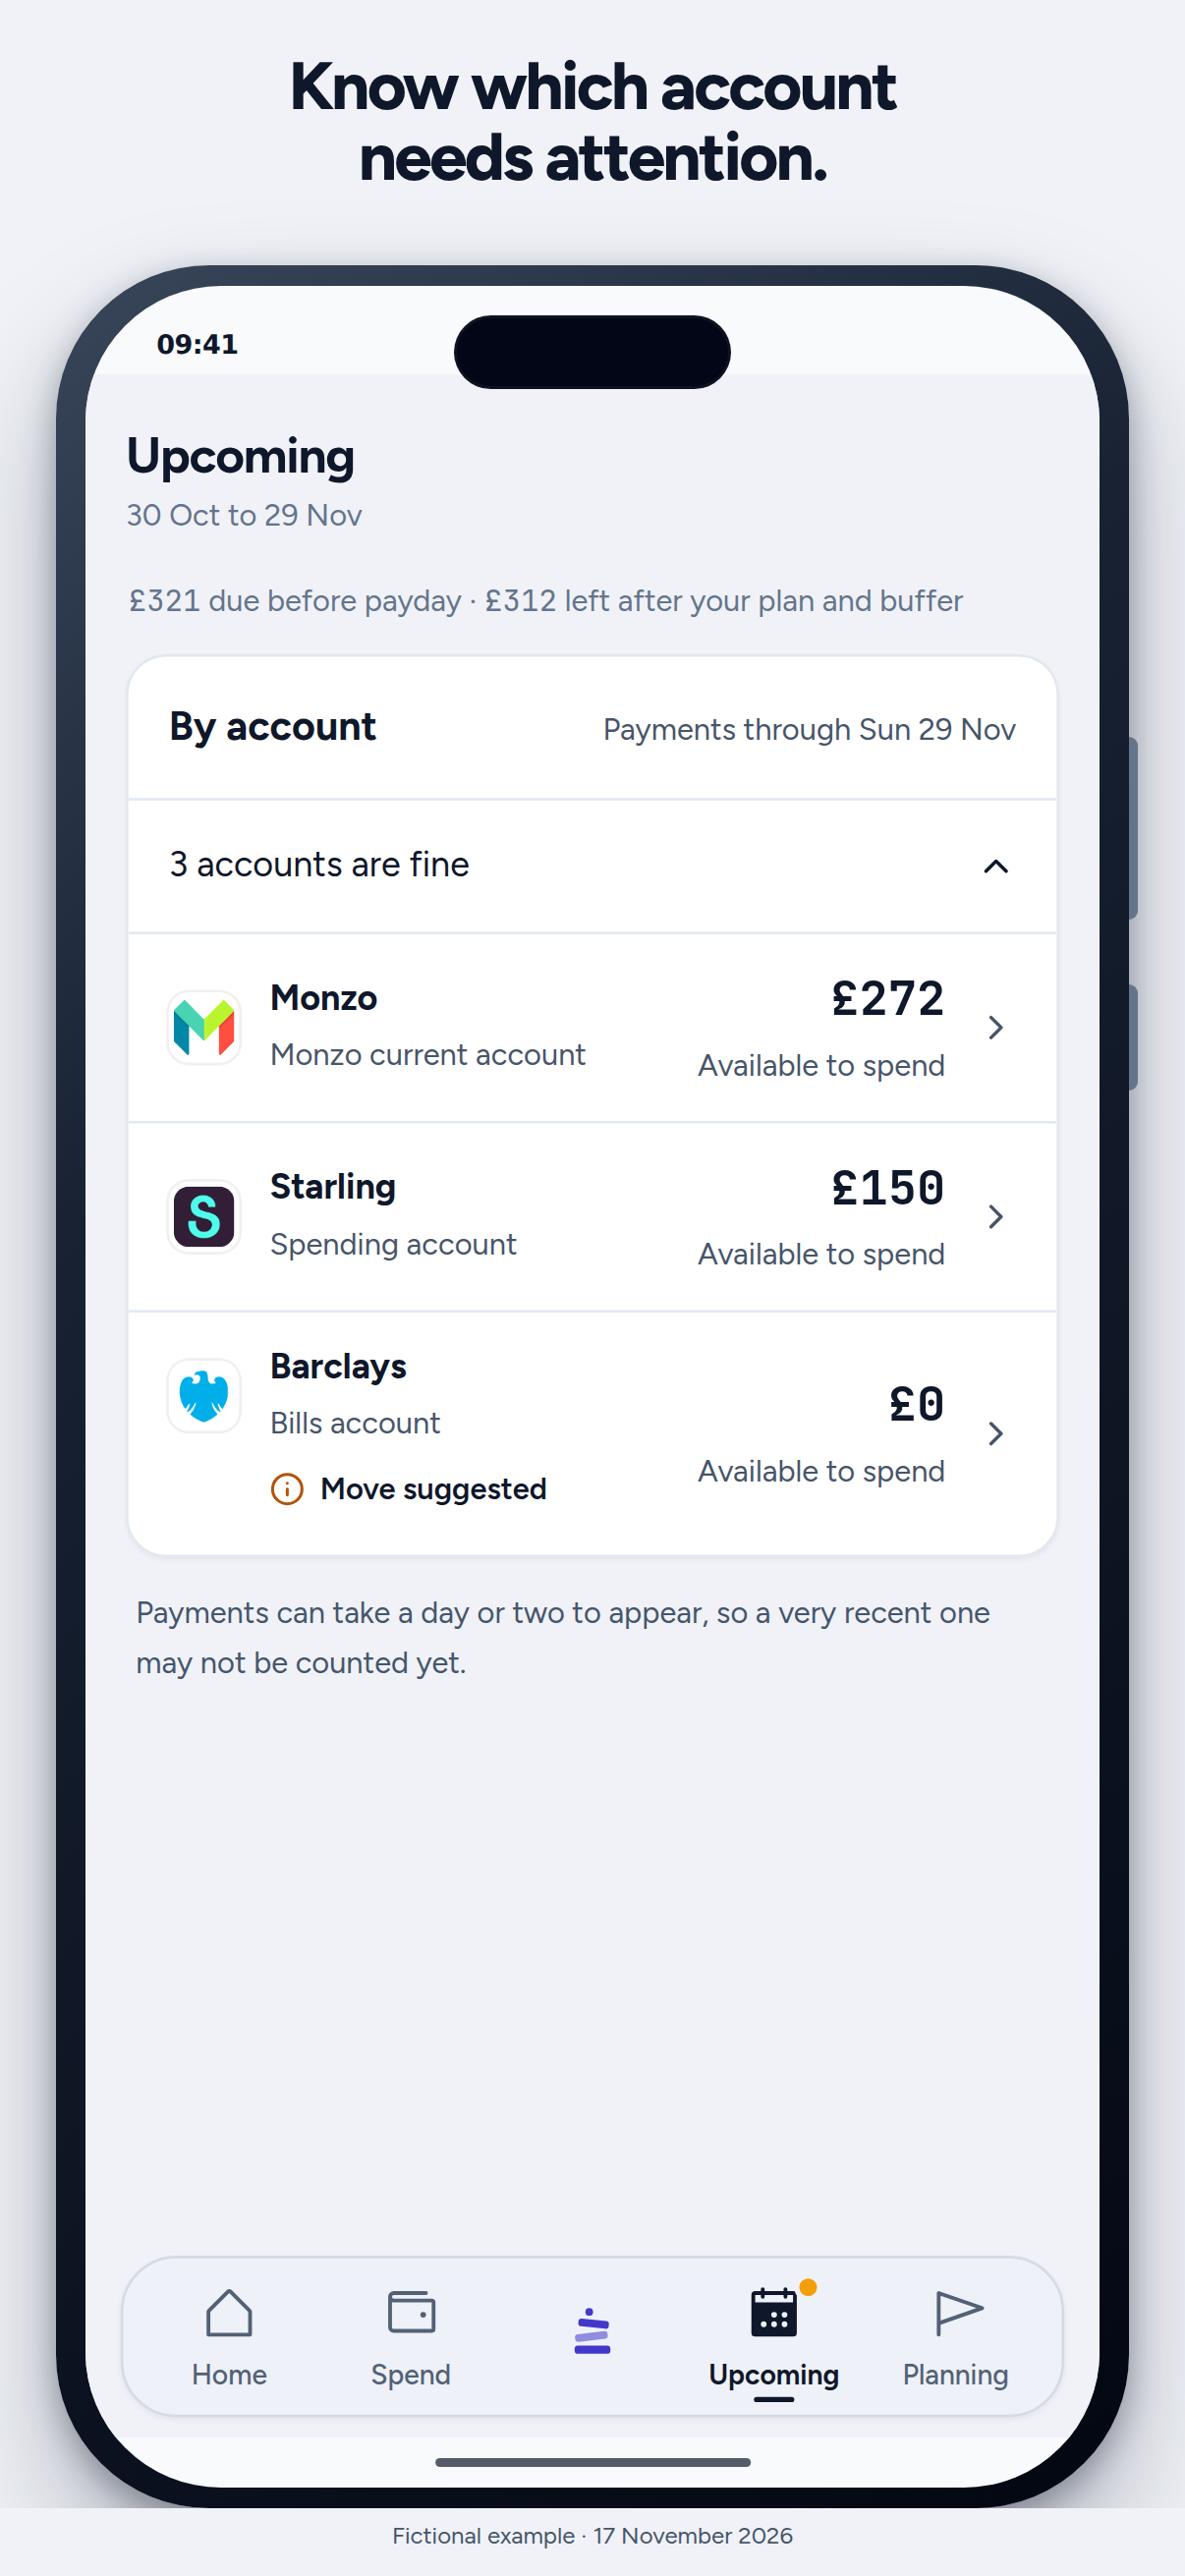 Know which account
needs attention.
09:41
Upcoming
30 Oct to 29 Nov
£321 due before payday · £312 left after your plan and buffer
By account
Payments through Sun 29 Nov
3 accounts are fine
Monzo
£272
Monzo current account
Available to spend
Starling
£150
Spending account
Available to spend
Barclays
£0
Bills account
Available to spend
Move suggested
Payments can take a day or two to appear, so a very recent one
may not be counted yet.
Home
Spend
Upcoming
Planning
Fictional example · 17 November 2026